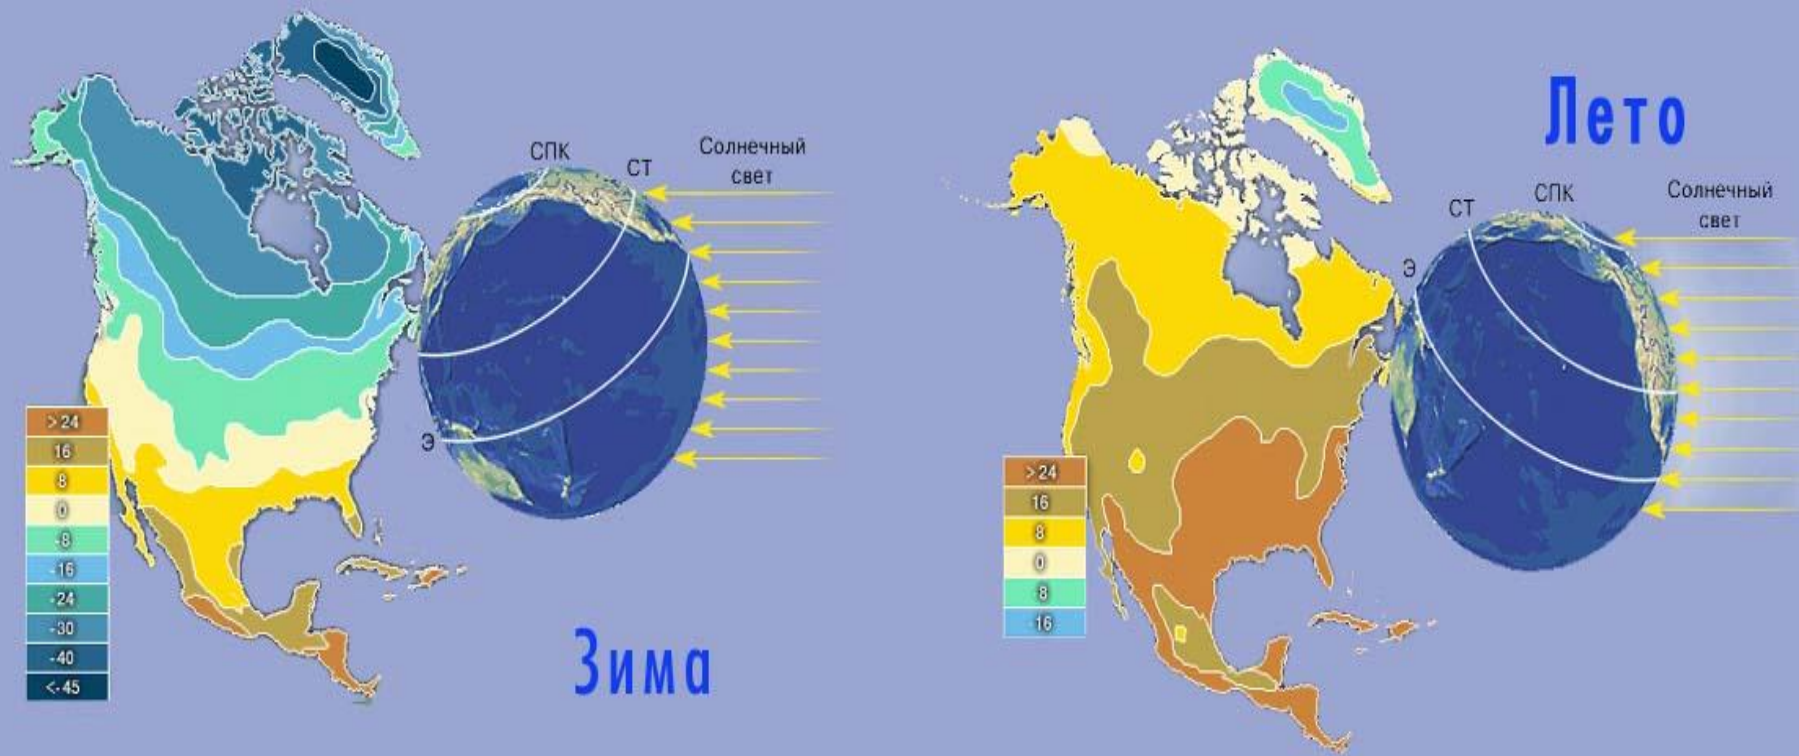 СПК
СТ
Солнечный
свет
Э
>24
16
8
0
-8
-16
-24
-30
-40
<-45
Зима
Лето
СПК
СТ
Солнечный
свет
Э
>24
16
8
0
8
16